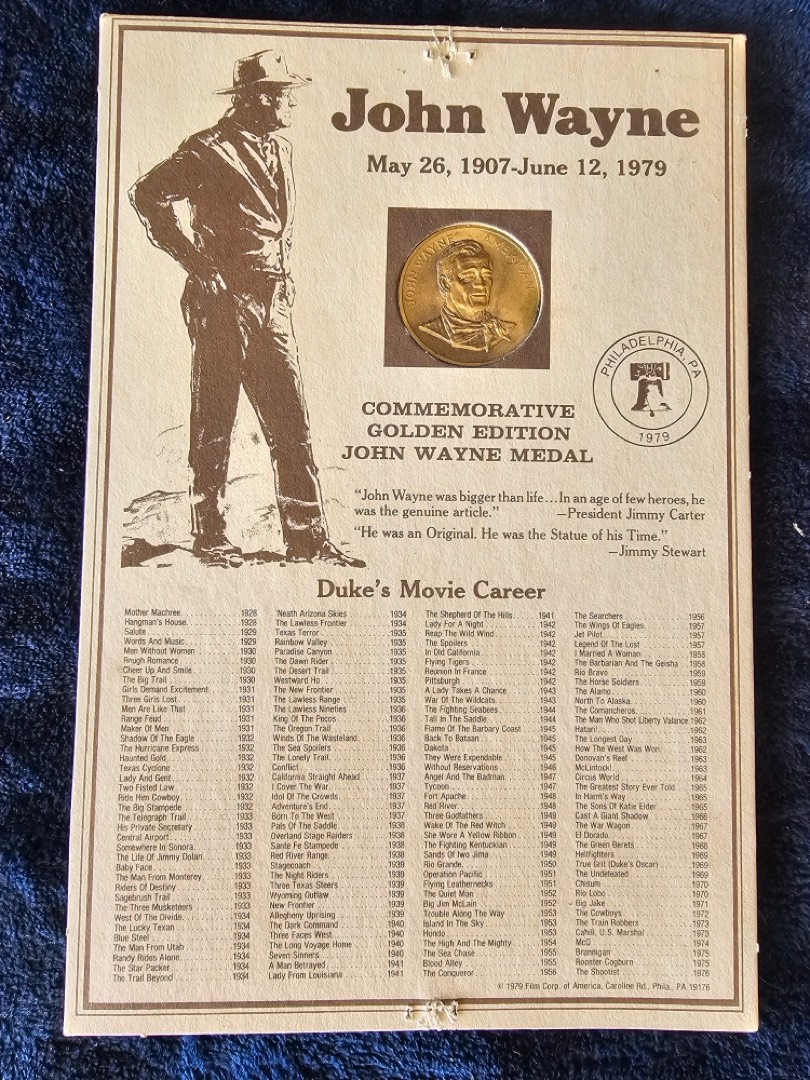 John Wayne
May 26, 1907-June 12, 1979
JOHN WAYNE AMERICAN
PHILADELPHIA, PA
1979
COMMEMORATIVE
GOLDEN EDITION
JOHN WAYNE MEDAL
“John Wayne was bigger than life...In an age of few heroes, he
was the genuine article.” —President Jimmy Carter
“He was an Original. He was the Statue of his Time.”
—Jimmy Stewart
Duke's Movie Career
Mother Machree 1928
Hangman's House 1928
Salute 1929
Words And Music 1929
Men Without Women 1930
Rough Romance 1930
Cheer Up And Smile 1930
The Big Trail 1930
Girls Demand Excitement 1931
Three Girls Lost 1931
Men Are Like That 1931
Range Feud 1931
Maker Of Men 1931
Shadow Of The Eagle 1932
The Hurricane Express 1932
Haunted Gold 1932
Texas Cyclone 1932
Lady And Gent 1932
Two Fisted Law 1932
Ride Him Cowboy 1932
The Big Stampede 1932
The Telegraph Trail 1933
His Private Secretary 1933
Central Airport 1933
Somewhere In Sonora 1933
The Life Of Jimmy Dolan 1933
Baby Face 1933
The Man From Monterey 1933
Riders Of Destiny 1933
Sagebrush Trail 1933
The Three Musketeers 1933
West Of The Divide 1934
The Lucky Texan 1934
Blue Steel 1934
The Man From Utah 1934
Randy Rides Alone 1934
The Star Packer 1934
The Trail Beyond 1934
'Neath Arizona Skies 1934
The Lawless Frontier 1934
Texas Terror 1935
Rainbow Valley 1935
Paradise Canyon 1935
The Dawn Rider 1935
The Desert Trail 1935
Westward Ho 1935
The New Frontier 1935
The Lawless Range 1935
The Lawless Nineties 1936
King Of The Pecos 1936
The Oregon Trail 1936
Winds Of The Wasteland 1936
The Sea Spoilers 1936
The Lonely Trail 1936
Conflict 1936
California Straight Ahead 1937
I Cover The War 1937
Idol Of The Crowds 1937
Adventure's End 1937
Born To The West 1937
Pals Of The Saddle 1938
Overland Stage Raiders 1938
Sante Fe Stampede 1938
Red River Range 1938
Stagecoach 1939
The Night Riders 1939
Three Texas Steers 1939
Wyoming Outlaw 1939
New Frontier 1939
Allegheny Uprising 1939
The Dark Command 1940
Three Faces West 1940
The Long Voyage Home 1940
Seven Sinners 1940
A Man Betrayed 1941
Lady From Louisiana 1941
The Shepherd Of The Hills 1941
Lady For A Night 1942
Reap The Wild Wind 1942
The Spoilers 1942
In Old California 1942
Flying Tigers 1942
Reunion In France 1942
Pittsburgh 1942
A Lady Takes A Chance 1943
War Of The Wildcats 1943
The Fighting Seabees 1944
Tall In The Saddle 1944
Flame Of The Barbary Coast 1945
Back To Bataan 1945
Dakota 1945
They Were Expendable 1945
Without Reservations 1946
Angel And The Badman 1947
Tycoon 1947
Fort Apache 1948
Red River 1948
Three Godfathers 1949
Wake Of The Red Witch 1949
She Wore A Yellow Ribbon 1949
The Fighting Kentuckian 1949
Sands Of Iwo Jima 1949
Rio Grande 1950
Operation Pacific 1951
Flying Leathernecks 1951
The Quiet Man 1952
Big Jim McLain 1952
Trouble Along The Way 1953
Island In The Sky 1953
Hondo 1953
The High And The Mighty 1954
The Sea Chase 1955
Blood Alley 1955
The Conqueror 1956
The Searchers 1956
The Wings Of Eagles 1957
Jet Pilot 1957
Legend Of The Lost 1957
I Married A Woman 1958
The Barbarian And The Geisha 1958
Rio Bravo 1959
The Horse Soldiers 1959
The Alamo 1960
North To Alaska 1960
The Comancheros 1961
The Man Who Shot Liberty Valance 1962
Hatari! 1962
The Longest Day 1963
How The West Was Won 1962
Donovan's Reef 1963
McLintock! 1963
Circus World 1964
The Greatest Story Ever Told 1965
In Harm's Way 1965
The Sons Of Katie Elder 1965
Cast A Giant Shadow 1966
The War Wagon 1967
El Dorado 1967
The Green Berets 1968
Hellfighters 1969
True Grit (Duke's Oscar) 1969
The Undefeated 1969
Chisum 1970
Rio Lobo 1970
Big Jake 1971
The Cowboys 1972
The Train Robbers 1973
Cahill, U.S. Marshal 1973
McQ 1974
Brannigan 1975
Rooster Cogburn 1975
The Shootist 1976
© 1979 Film Corp. of America, Caroline Rd., Phila., PA 19176